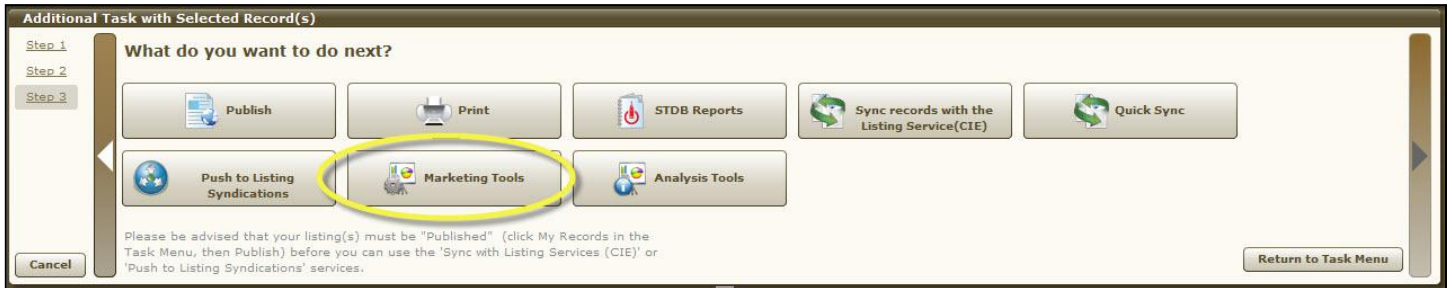 Additional Task with Selected Record(s)
Step 1
Step 2
Step 3
What do you want to do next?
Publish
Print
STDB Reports
Sync records with the
Listing Service(CIE)
Quick Sync
Push to Listing
Syndications
Marketing Tools
Analysis Tools
Please be advised that your listing(s) must be "Published" (click My Records in the
Task Menu, then Publish) before you can use the 'Sync with Listing Services (CIE)' or
'Push to Listing Syndications' services.
Cancel
Return to Task Menu